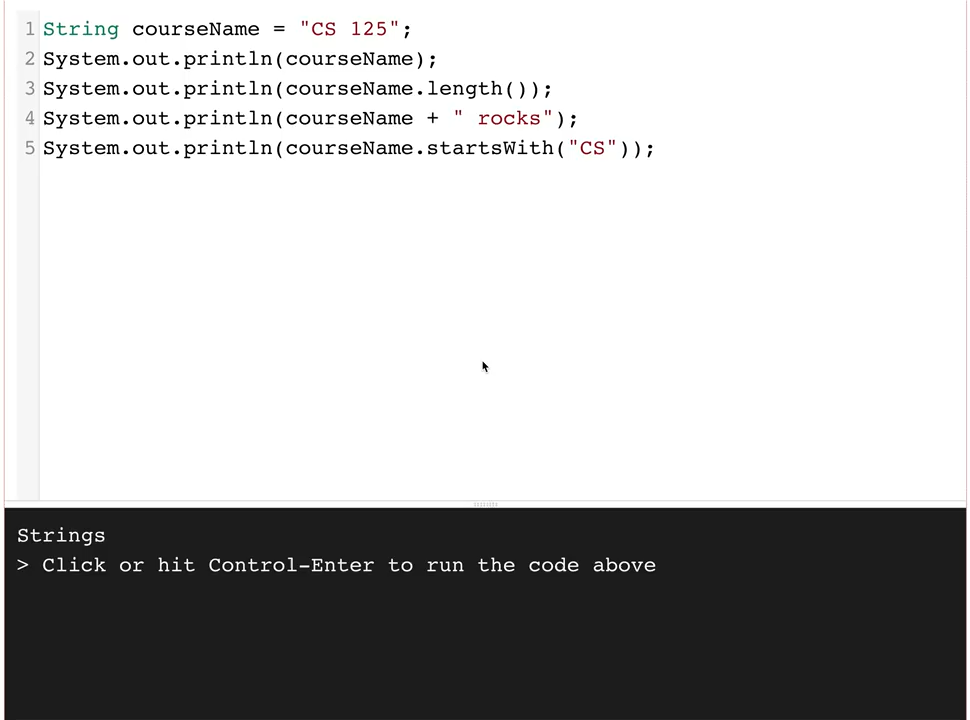 1 String courseName = "CS 125";
2 System.out.println(courseName);
3 System.out.println(courseName.length());
4 System.out.println(courseName + " rocks");
5 System.out.println(courseName.startsWith("CS"));
Strings
> Click or hit Control-Enter to run the code above